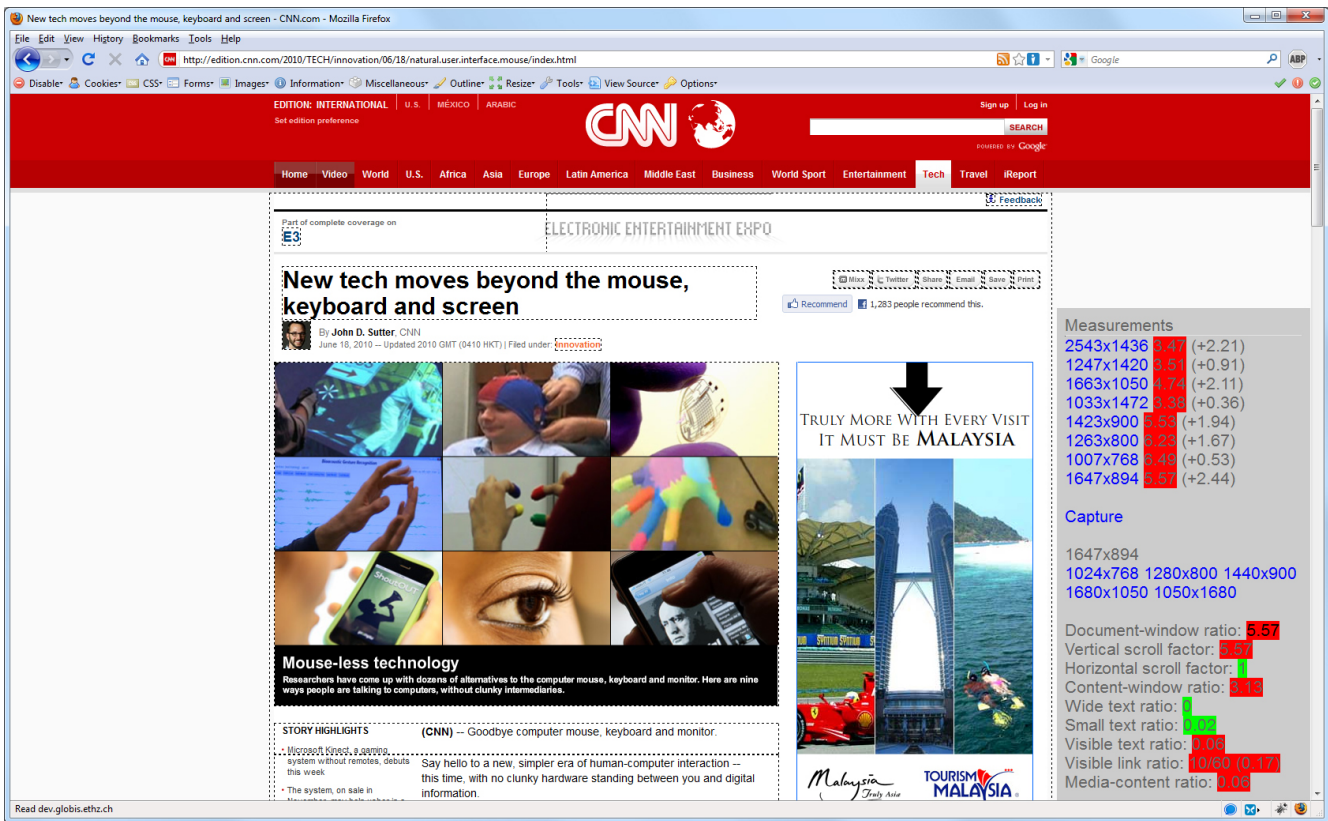 New tech moves beyond the mouse, keyboard and screen - CNN.com - Mozilla Firefox
File Edit View History Bookmarks Tools Help
http://edition.cnn.com/2010/TECH/innovation/06/18/natural.user.interface.mouse/index.html
Google
ABP
Disable Cookies CSS Forms Images Information Miscellaneous Outline Resize Tools View Source Options
EDITION: INTERNATIONAL U.S. MÉXICO ARABIC
Set edition preference
CNN
Sign up Log in
SEARCH
POWERED BY Google
Home Video World U.S. Africa Asia Europe Latin America Middle East Business World Sport Entertainment Tech Travel iReport
Feedback
Part of complete coverage on
E3
ELECTRONIC ENTERTAINMENT EXPO
New tech moves beyond the mouse,
keyboard and screen
Mixx Twitter Share Email Save Print
Recommend 1,283 people recommend this.
By John D. Sutter, CNN
June 18, 2010 -- Updated 2010 GMT (0410 HKT) | Filed under: Innovation
ShoutOUT
Mouse-less technology
Researchers have come up with dozens of alternatives to the computer mouse, keyboard and monitor. Here are nine
ways people are talking to computers, without clunky intermediaries.
STORY HIGHLIGHTS
• Microsoft Kinect, a gaming
system without remotes, debuts
this week
• The system, on sale in
(CNN) -- Goodbye computer mouse, keyboard and monitor.
Say hello to a new, simpler era of human-computer interaction --
this time, with no clunky hardware standing between you and digital
information.
TRULY MORE WITH EVERY VISIT
IT MUST BE MALAYSIA
Malaysia
Truly Asia
TOURISM
MALAYSIA
Measurements
2543x1436 3.47 (+2.21)
1247x1420 3.51 (+0.91)
1663x1050 4.74 (+2.11)
1033x1472 3.38 (+0.36)
1423x900 5.53 (+1.94)
1263x800 6.23 (+1.67)
1007x768 6.49 (+0.53)
1647x894 5.57 (+2.44)
Capture
1647x894
1024x768 1280x800 1440x900
1680x1050 1050x1680
Document-window ratio: 5.57
Vertical scroll factor: 5.57
Horizontal scroll factor: 1
Content-window ratio: 3.13
Wide text ratio: 0
Small text ratio: 0.02
Visible text ratio: 0.06
Visible link ratio: 10/60 (0.17)
Media-content ratio: 0.06
Read dev.globis.ethz.ch